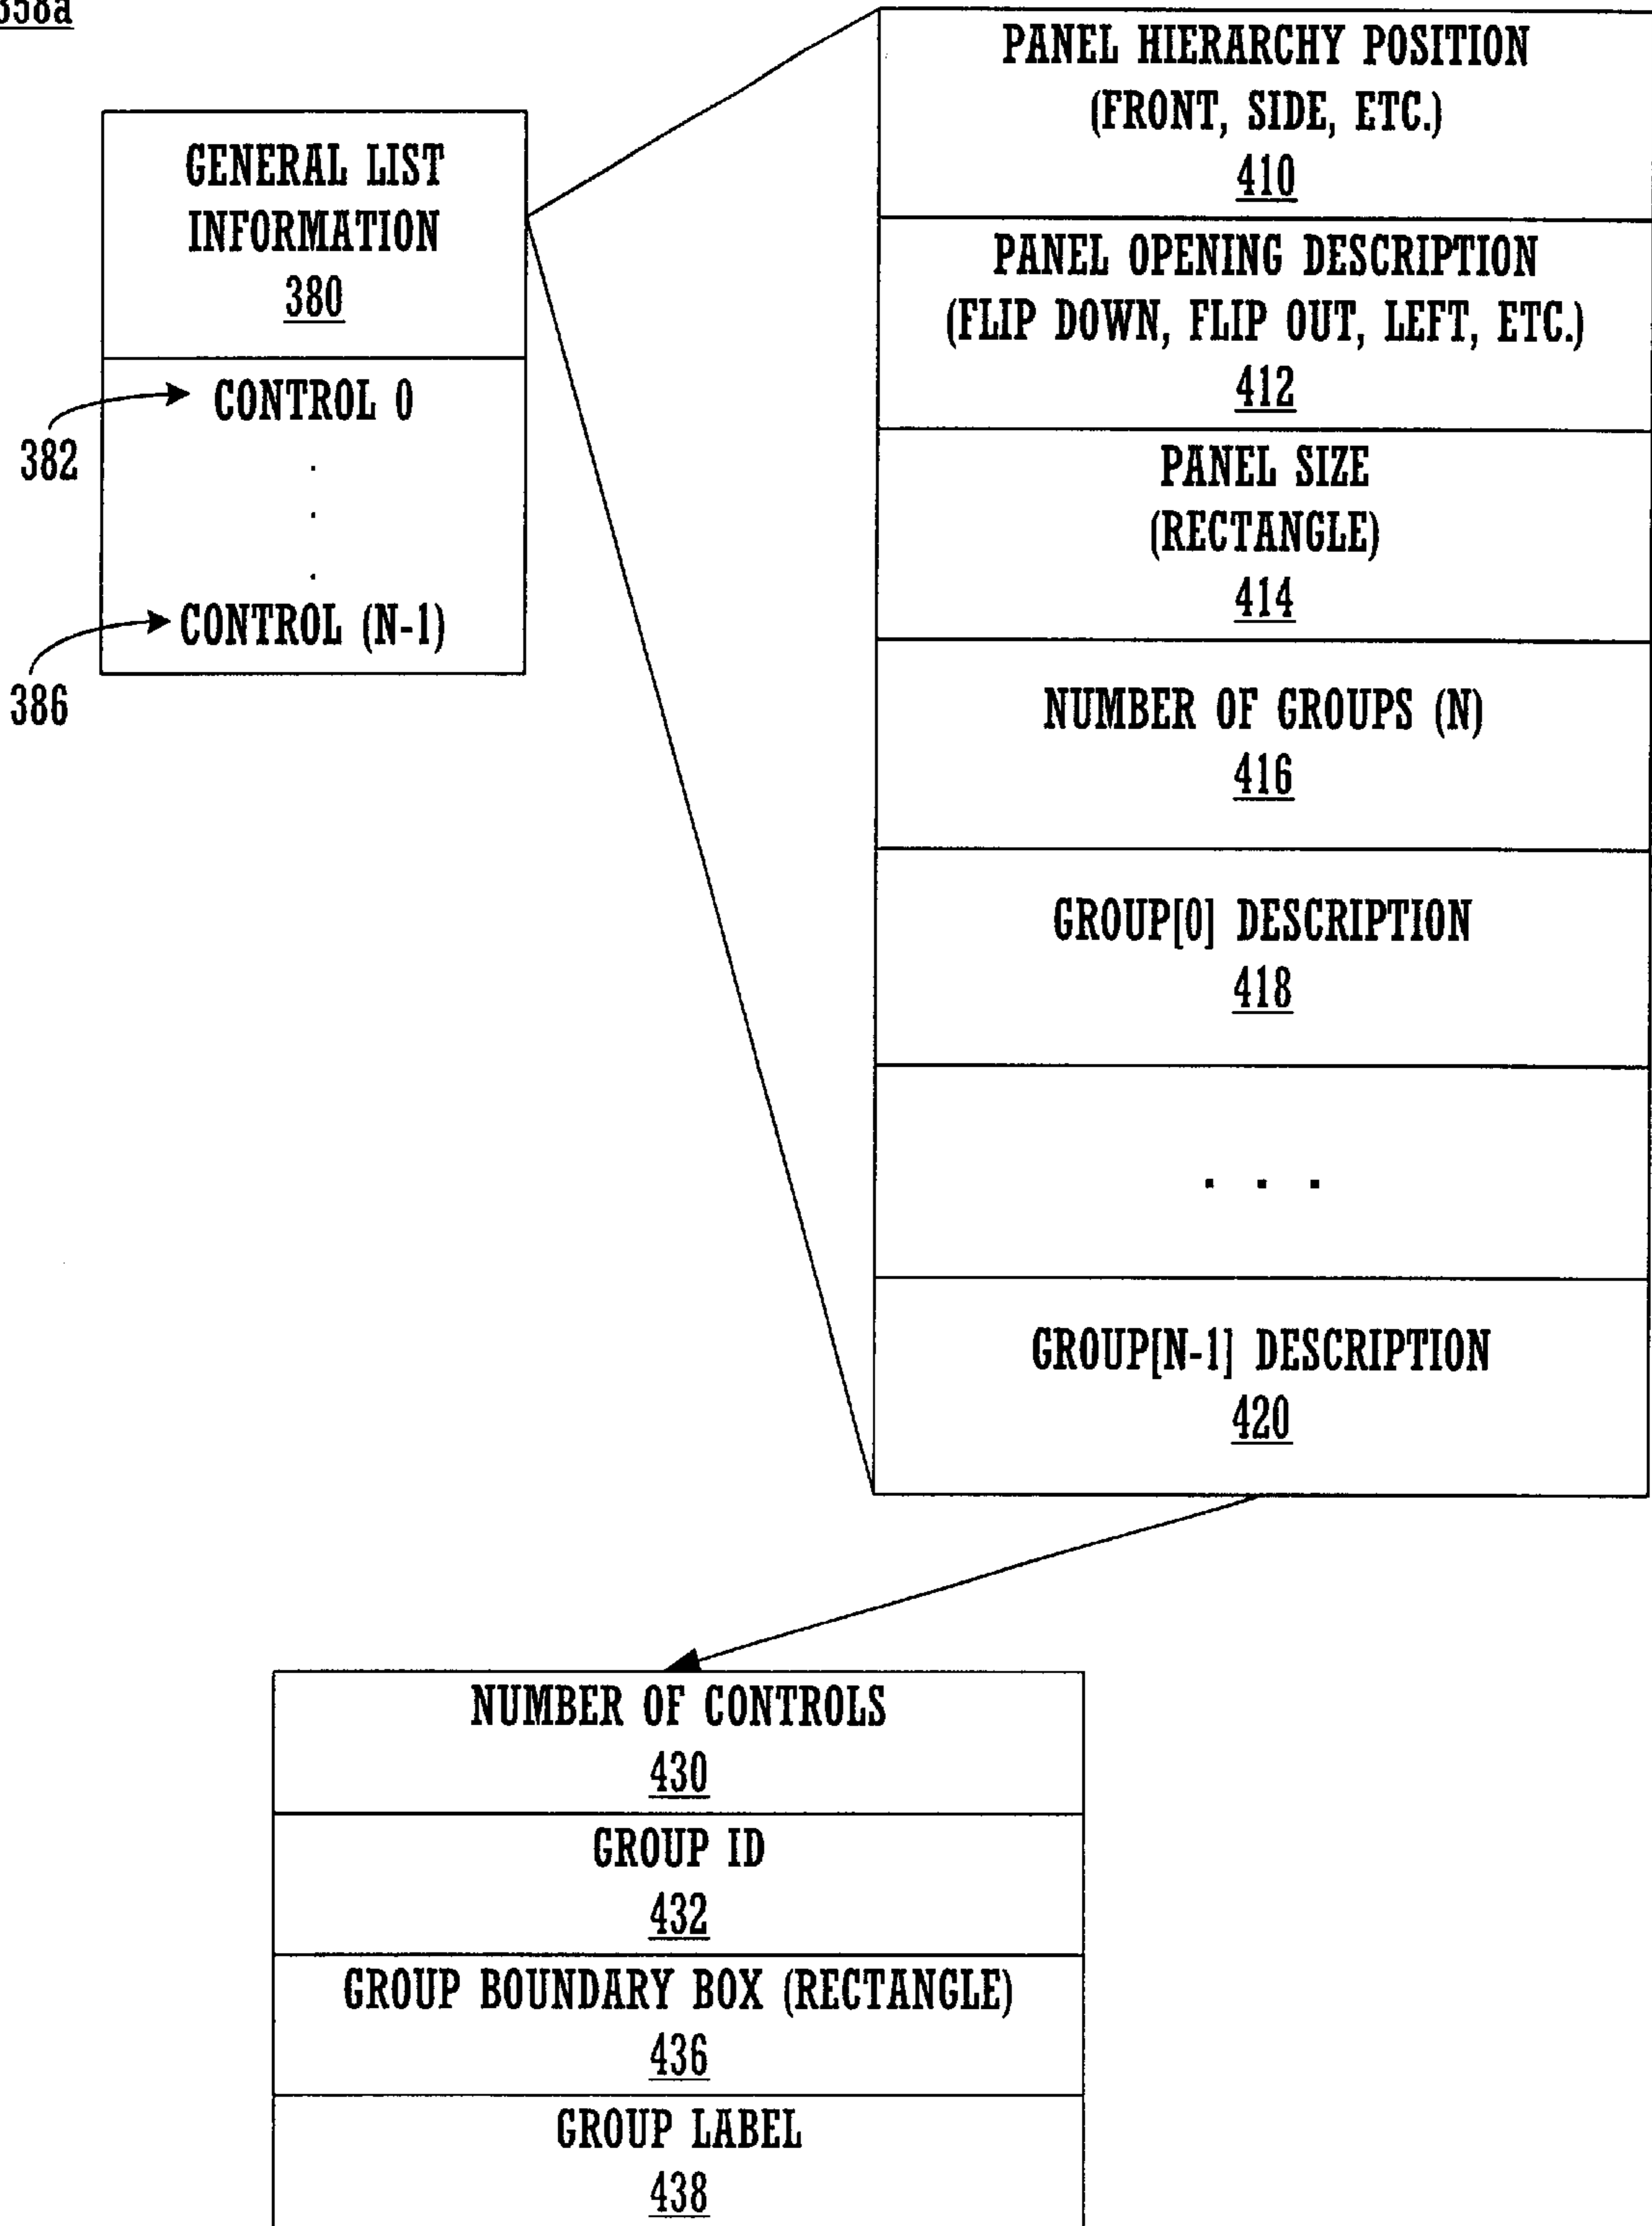 358a
GENERAL LIST
INFORMATION
380
CONTROL 0
.
.
.
CONTROL (N-1)
382
386
PANEL HIERARCHY POSITION
(FRONT, SIDE, ETC.)
410
PANEL OPENING DESCRIPTION
(FLIP DOWN, FLIP OUT, LEFT, ETC.)
412
PANEL SIZE
(RECTANGLE)
414
NUMBER OF GROUPS (N)
416
GROUP[0] DESCRIPTION
418
. . .
GROUP[N-1] DESCRIPTION
420
NUMBER OF CONTROLS
430
GROUP ID
432
GROUP BOUNDARY BOX (RECTANGLE)
436
GROUP LABEL
438